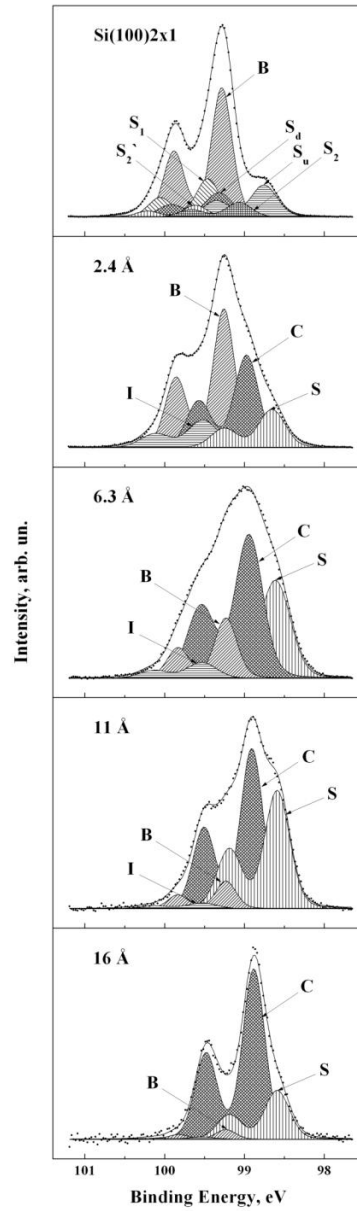 Si(100)2x1
B
S1
Sd
S2`
Su
S2
2.4 Å
B
C
I
S
6.3 Å
C
B
S
I
11 Å
C
S
B
I
16 Å
C
S
B
Intensity, arb. un.
101 100 99 98
Binding Energy, eV